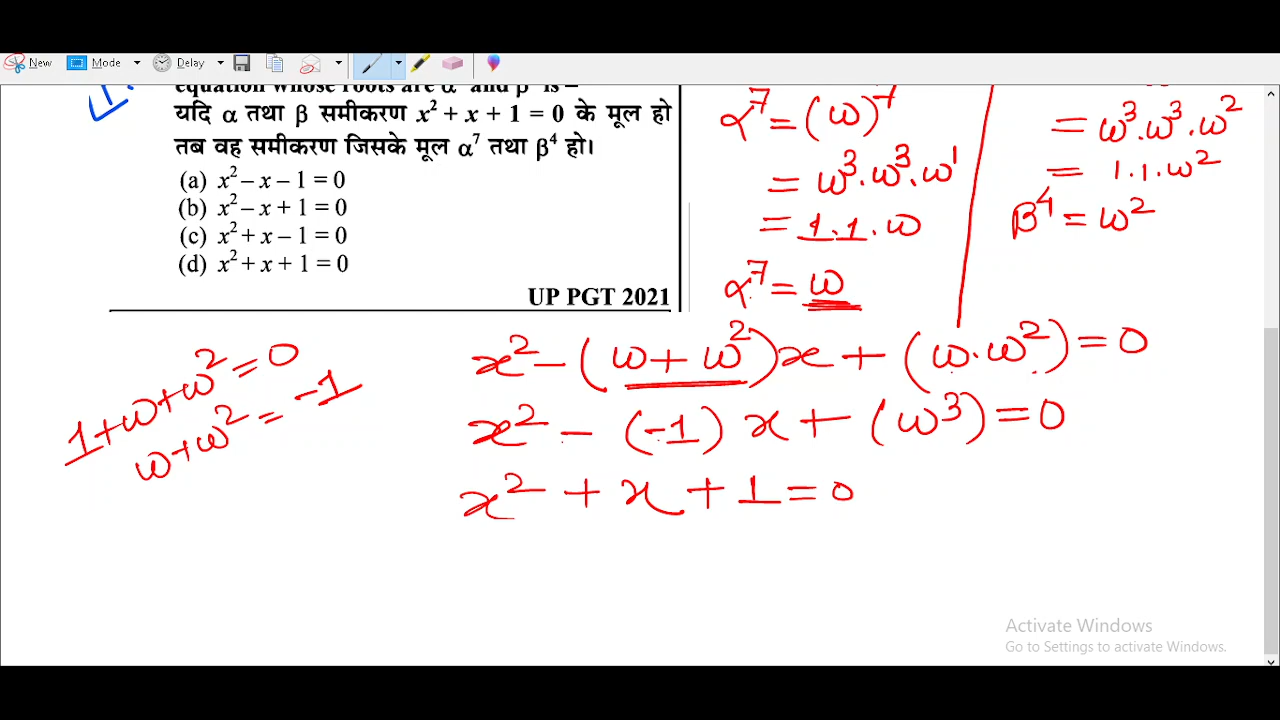 New Mode Delay
1.
equation whose roots are α and β is –
यदि α तथा β समीकरण x² + x + 1 = 0 के मूल हो
तब वह समीकरण जिसके मूल α⁷ तथा β⁴ हो।
(a) x² – x – 1 = 0
(b) x² – x + 1 = 0
(c) x² + x – 1 = 0
(d) x² + x + 1 = 0
UP PGT 2021
α⁷ = (ω)⁷
= ω³·ω³·ω¹
= 1.1.ω
α⁷ = ω
= ω³·ω³·ω²
= 1.1.ω²
β⁴ = ω²
1+ω+ω² = 0
ω+ω² = -1
x² - (ω + ω²)x + (ω·ω²) = 0
x² - (-1) x + (ω³) = 0
x² + x + 1 = 0
Activate Windows
Go to Settings to activate Windows.